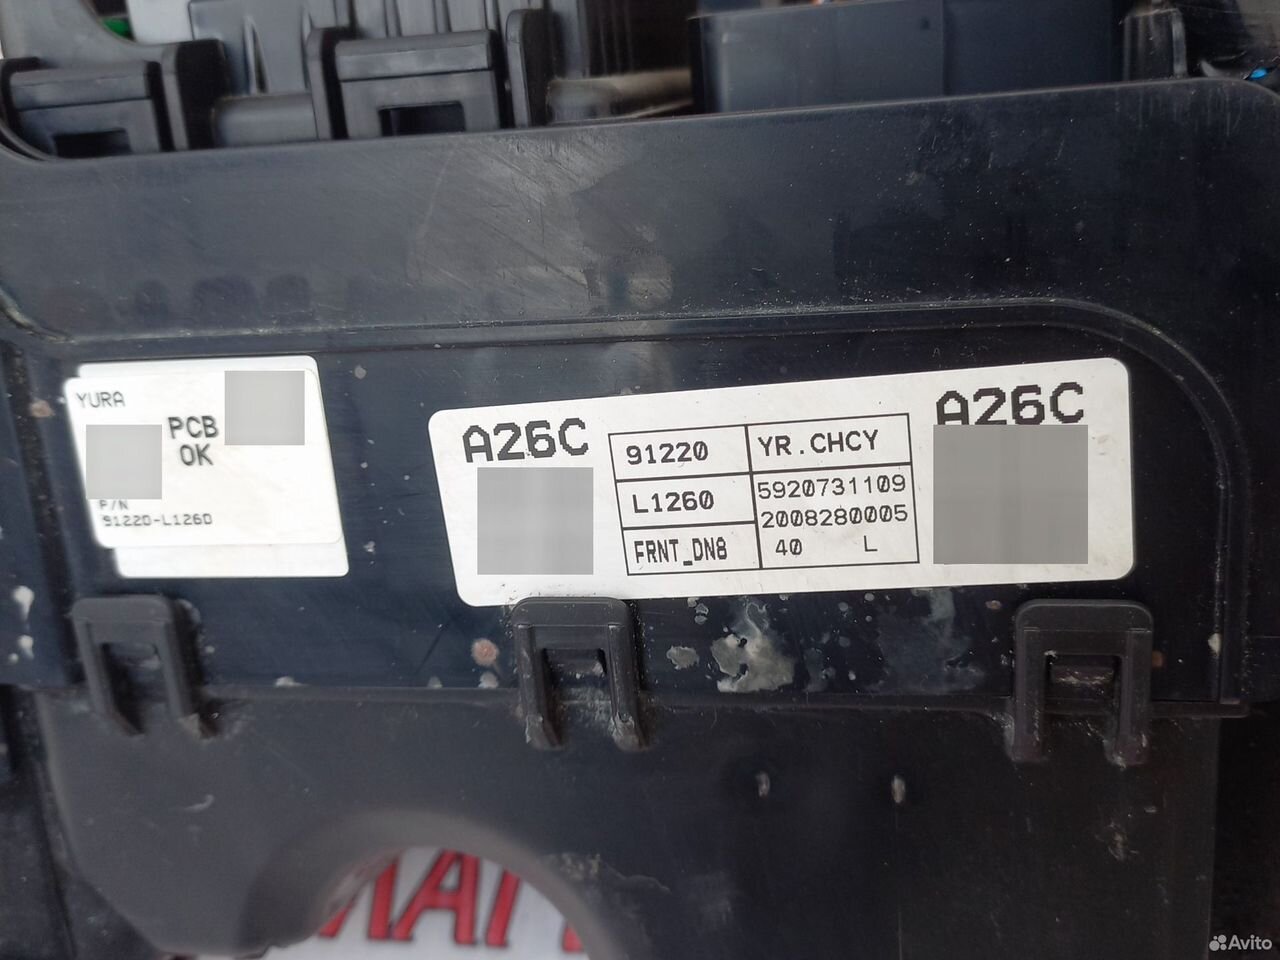 YURA
PCB
OK
P/N
91220-L1260
A26C
91220
YR.CHCY
L1260
5920731109
2008280005
FRNT_DN8
40 L
A26C
Avito